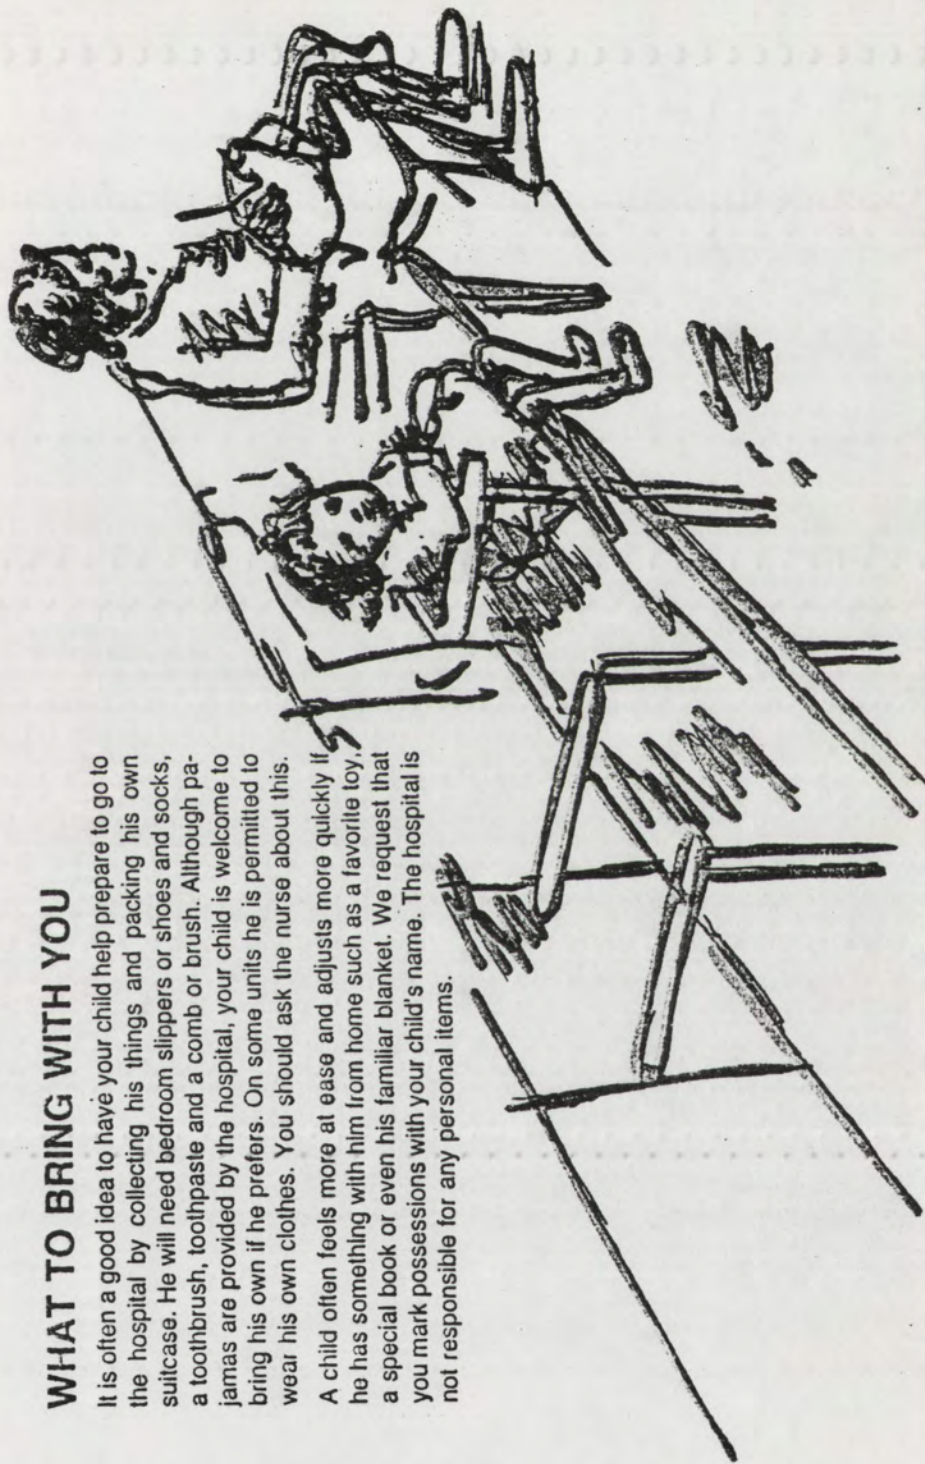 WHAT TO BRING WITH YOU
It is often a good idea to have your child help prepare to go to
the hospital by collecting his things and packing his own
suitcase. He will need bedroom slippers or shoes and socks,
a toothbrush, toothpaste and a comb or brush. Although pa-
jamas are provided by the hospital, your child is welcome to
bring his own if he prefers. On some units he is permitted to
wear his own clothes. You should ask the nurse about this.
A child often feels more at ease and adjusts more quickly if
he has something with him from home such as a favorite toy,
a special book or even his familiar blanket. We request that
you mark possessions with your child's name. The hospital is
not responsible for any personal items.